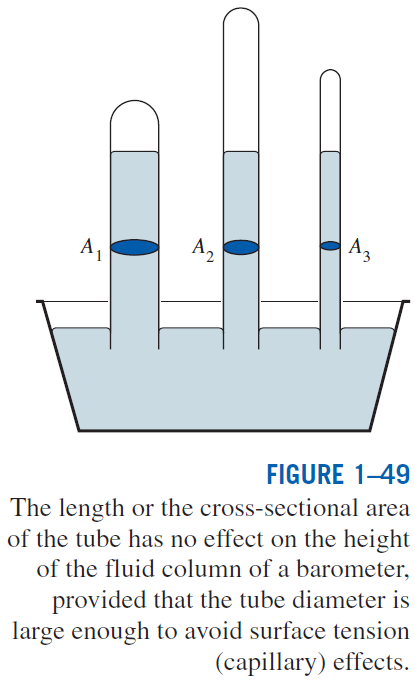 A1 A2 A3
FIGURE 1–49
The length or the cross-sectional area
of the tube has no effect on the height
of the fluid column of a barometer,
provided that the tube diameter is
large enough to avoid surface tension
(capillary) effects.